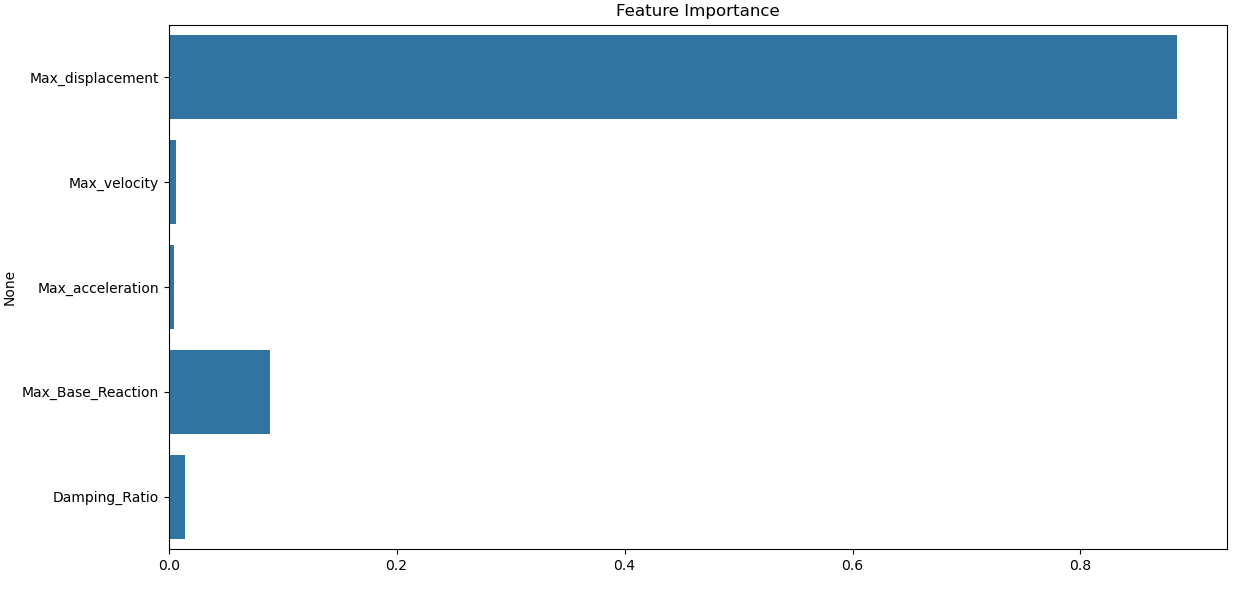 Feature Importance
Max_displacement
Max_velocity
Max_acceleration
Max_Base_Reaction
Damping_Ratio
None
0.0 0.2 0.4 0.6 0.8